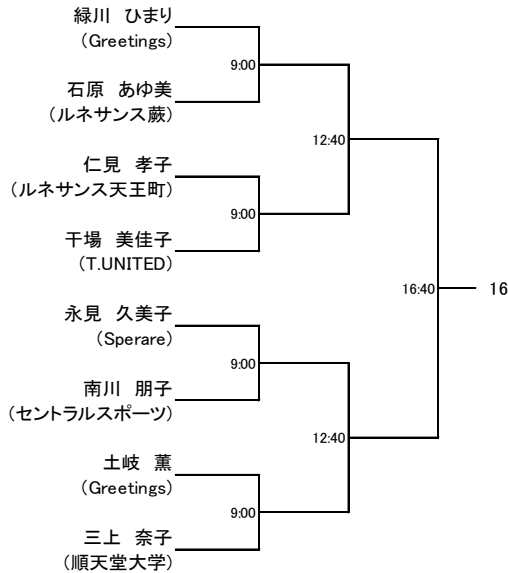 緑川 ひまり
(Greetings)
9:00
石原 あゆ美
(ルネサンス蕨)
12:40
仁見 孝子
(ルネサンス天王町)
9:00
干場 美佳子
(T.UNITED)
16:40
16
永見 久美子
(Sperare)
9:00
南川 朋子
(セントラルスポーツ)
12:40
土岐 薫
(Greetings)
9:00
三上 奈子
(順天堂大学)